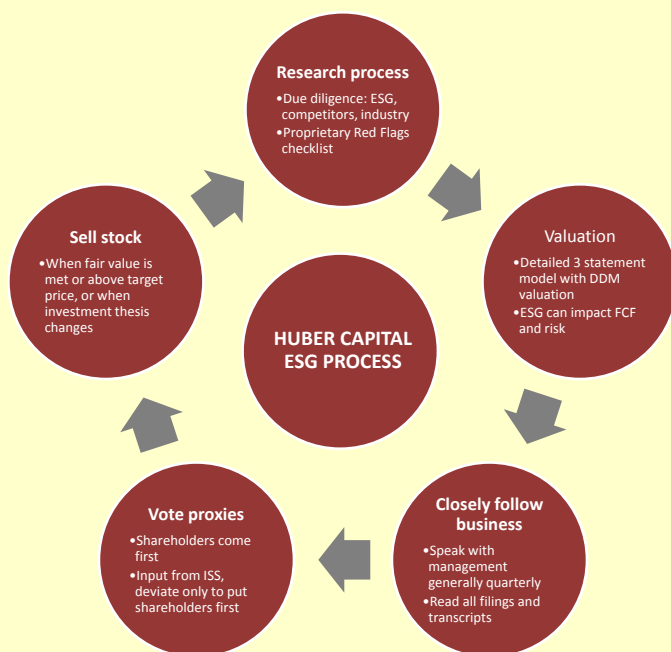 Research process
•Due diligence: ESG,
competitors, industry
•Proprietary Red Flags
checklist
Valuation
•Detailed 3 statement
model with DDM
valuation
•ESG can impact FCF
and risk
Closely follow
business
•Speak with
management
generally quarterly
•Read all filings and
transcripts
Vote proxies
•Shareholders come
first
•Input from ISS,
deviate only to put
shareholders first
Sell stock
•When fair value is
met or above target
price, or when
investment thesis
changes
HUBER CAPITAL
ESG PROCESS